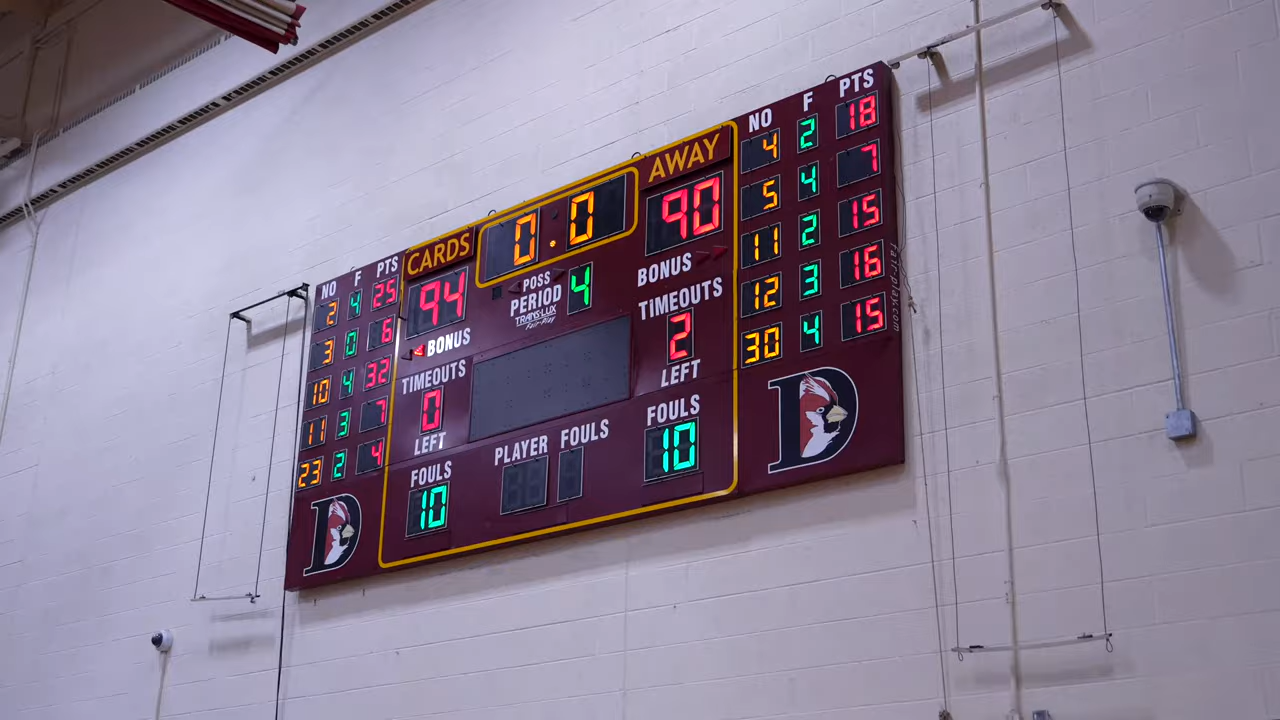 NO F PTS
2 4 25
3 0 6
10 4 32
11 3 7
23 2 4
D
CARDS
94
BONUS
TIMEOUTS
0
LEFT
FOULS
10
0.0
POSS
PERIOD 4
TRANS-LUX
Fair-Play
PLAYER FOULS
AWAY
90
BONUS
TIMEOUTS
2
LEFT
FOULS
10
NO F PTS
4 2 18
5 4 7
11 2 15
12 3 16
30 4 15
fair-play.com
D